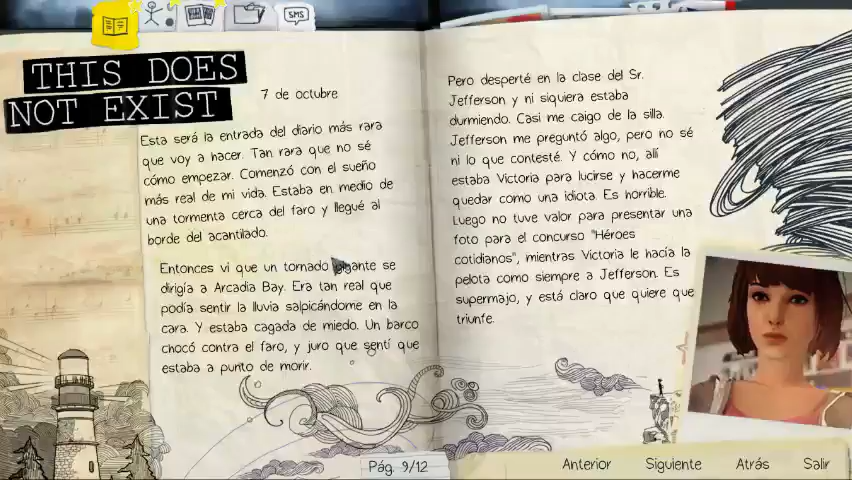 SMS
THIS DOES
NOT EXIST
7 de octubre
Esta será la entrada del diario más rara
que voy a hacer. Tan rara que no sé
cómo empezar. Comenzó con el sueño
más real de mi vida. Estaba en medio de
una tormenta cerca del faro y llegué al
borde del acantilado.
Entonces vi que un tornado gigante se
dirigía a Arcadia Bay. Era tan real que
podía sentir la lluvia salpicándome en la
cara. Y estaba cagada de miedo. Un barco
chocó contra el faro, y juro que sentí que
estaba a punto de morir.
Pero desperté en la clase del Sr.
Jefferson y ni siquiera estaba
durmiendo. Casi me caigo de la silla.
Jefferson me preguntó algo, pero no sé
ni lo que contesté. Y cómo no, allí
estaba Victoria para lucirse y hacerme
quedar como una idiota. Es horrible.
Luego no tuve valor para presentar una
foto para el concurso "Héroes
cotidianos", mientras Victoria le hacía la
pelota como siempre a Jefferson. Es
supermajo, y está claro que quiere que
triunfe.
Pág. 9/12
Anterior Siguiente Atrás Salir